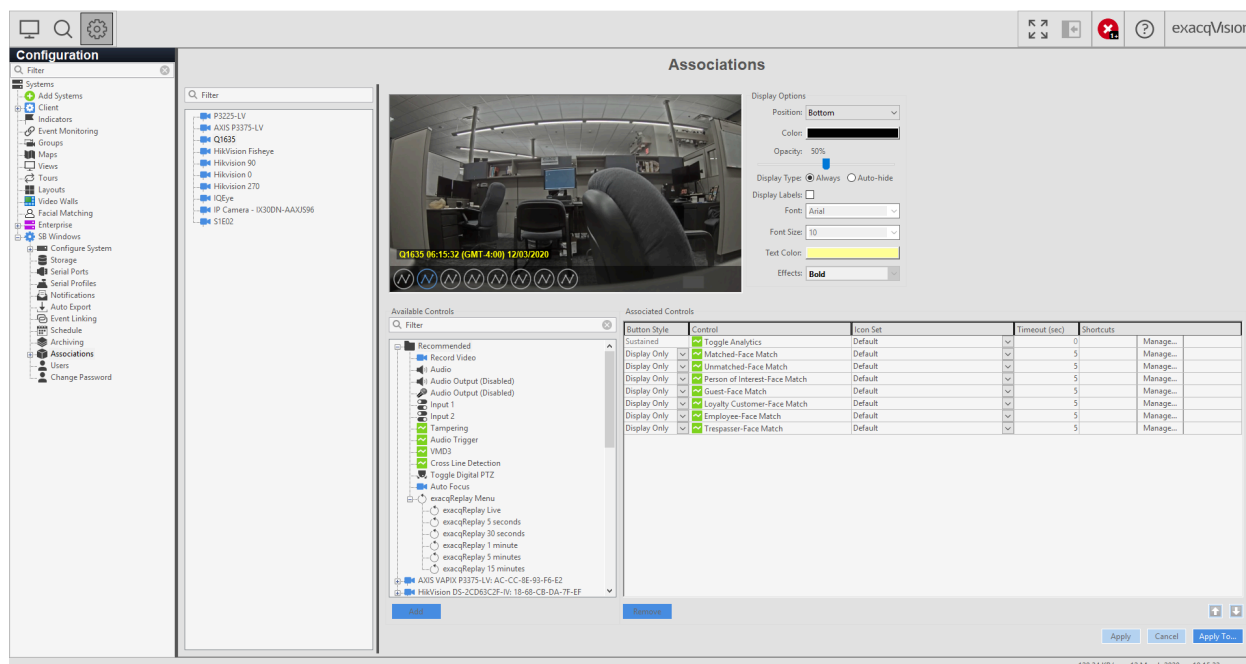 exacqVision
Configuration
Filter
Systems
Add Systems
Client
Indicators
Event Monitoring
Groups
Maps
Views
Tours
Layouts
Video Walls
Facial Matching
Enterprise
SB Windows
Configure System
Storage
Serial Ports
Serial Profiles
Notifications
Auto Export
Event Linking
Schedule
Archiving
Associations
Users
Change Password
Associations
Filter
P3225-LV
AXIS P3375-LV
Q1635
HikVision Fisheye
Hikvision 90
Hikvision 0
Hikvision 270
IQEye
IP Camera - IX30DN-AAXJS96
S1E02
Q1635 06:15:32 (GMT-4:00) 12/03/2020
Display Options
Position: Bottom
Color:
Opacity: 50%
Display Type: Always Auto-hide
Display Labels:
Font: Arial
Font Size: 10
Text Color:
Effects: Bold
Available Controls
Filter
Recommended
Record Video
Audio
Audio Output (Disabled)
Audio Output (Disabled)
Input 1
Input 2
Tampering
Audio Trigger
VMD3
Cross Line Detection
Toggle Digital PTZ
Auto Focus
exacqReplay Menu
exacqReplay Live
exacqReplay 5 seconds
exacqReplay 30 seconds
exacqReplay 1 minute
exacqReplay 5 minutes
exacqReplay 15 minutes
AXIS VAPIX P3375-LV: AC-CC-8E-93-F6-E2
HikVision DS-2CD63C2F-IV: 18-68-CB-DA-7F-EF
Add
Associated Controls
Button Style Control Icon Set Timeout (sec) Shortcuts
Sustained Toggle Analytics Default 0 Manage...
Display Only Matched-Face Match Default 5 Manage...
Display Only Unmatched-Face Match Default 5 Manage...
Display Only Person of Interest-Face Match Default 5 Manage...
Display Only Guest-Face Match Default 5 Manage...
Display Only Loyalty Customer-Face Match Default 5 Manage...
Display Only Employee-Face Match Default 5 Manage...
Display Only Trespasser-Face Match Default 5 Manage...
Remove
Apply Cancel Apply To...